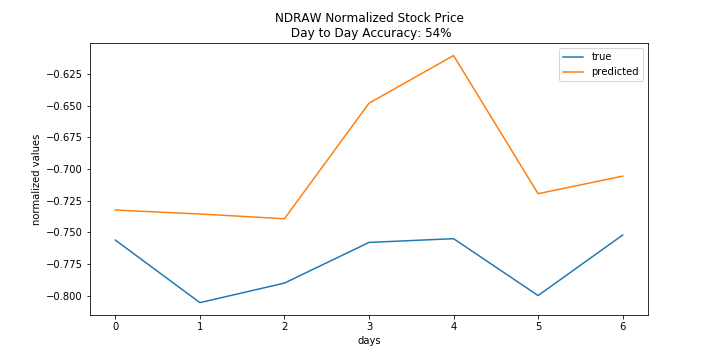 NDRAW Normalized Stock Price
Day to Day Accuracy: 54%
true
predicted
normalized values
−0.625
−0.650
−0.675
−0.700
−0.725
−0.750
−0.775
−0.800
0 1 2 3 4 5 6
days